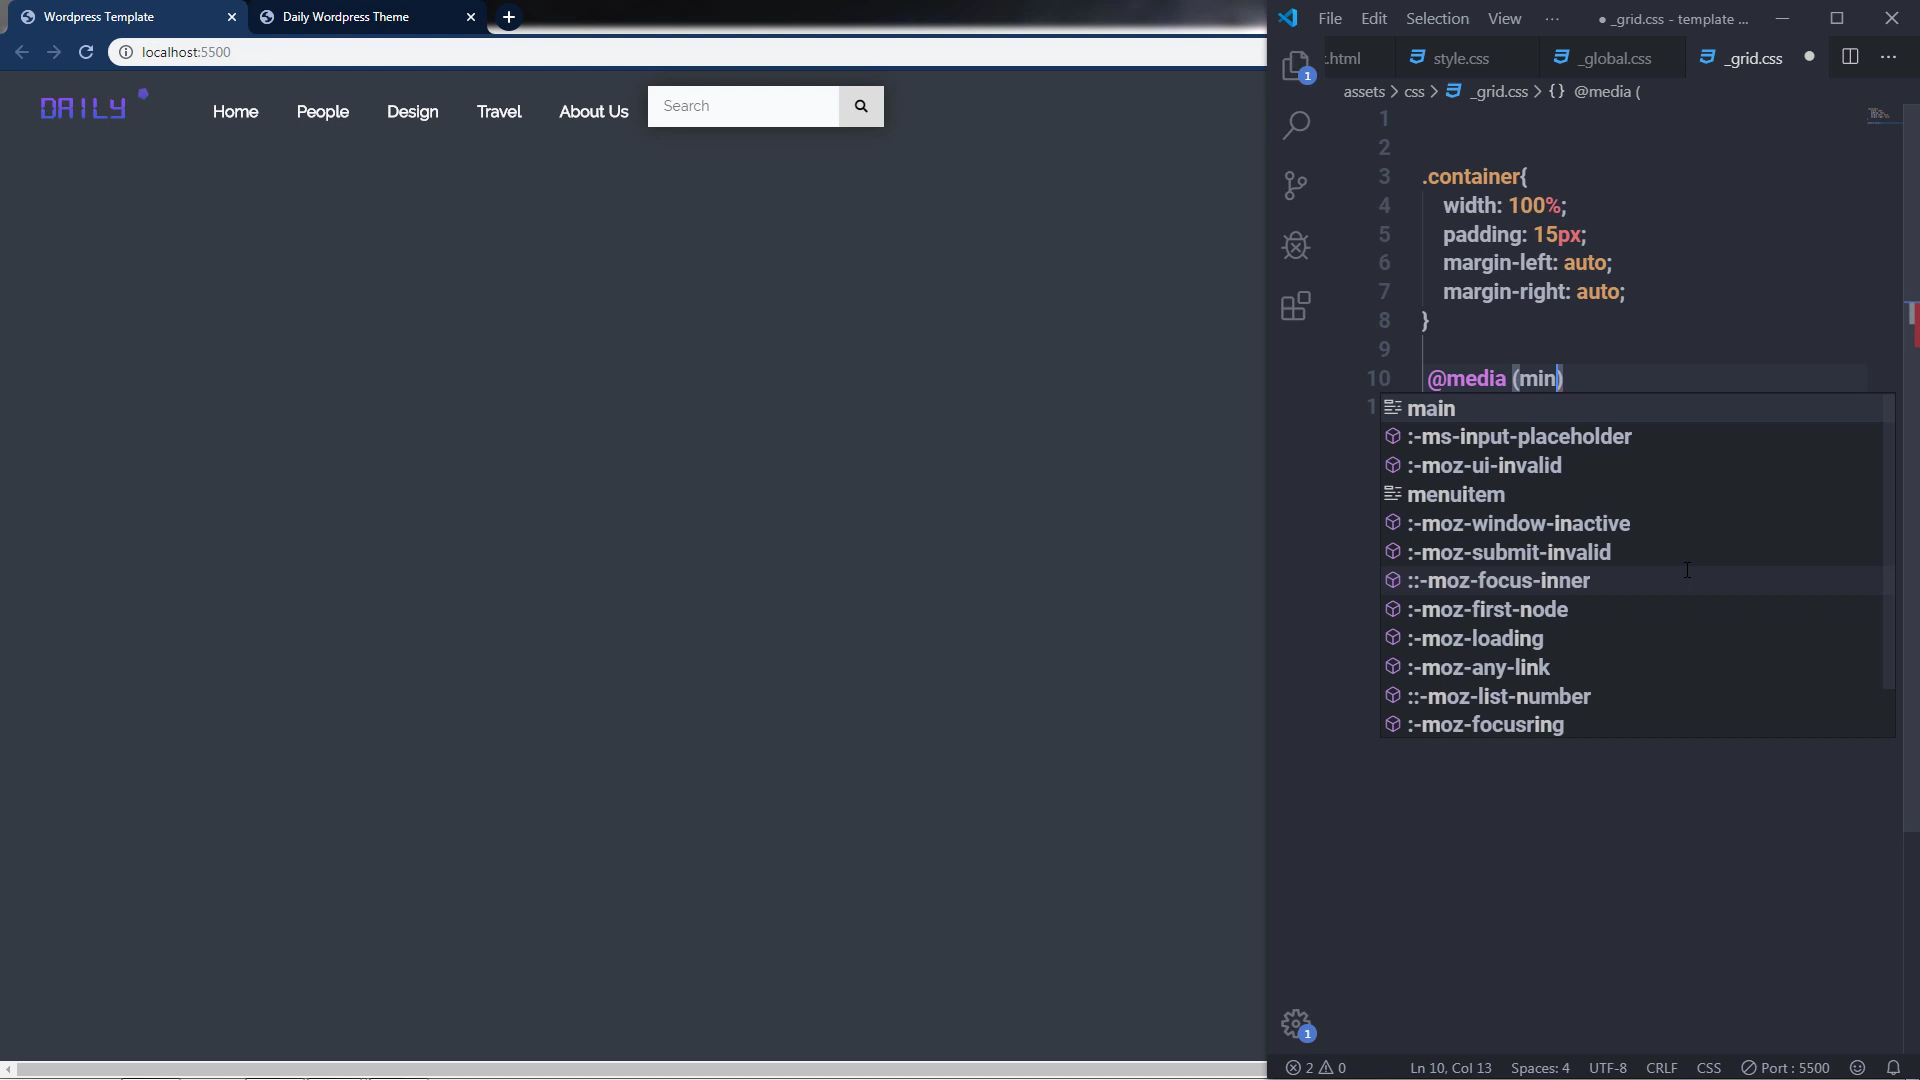 Wordpress Template
Daily Wordpress Theme
File Edit Selection View ··· ● _grid.css - template ...
localhost:5500
.html style.css _global.css _grid.css
1
assets > css > _grid.css > {} @media (
DAILY Home People Design Travel About Us Search
1
2
3 .container{
4 width: 100%;
5 padding: 15px;
6 margin-left: auto;
7 margin-right: auto;
8 }
9
10 @media (min)
1 main
:-ms-input-placeholder
:-moz-ui-invalid
menuitem
:-moz-window-inactive
:-moz-submit-invalid
::-moz-focus-inner
:-moz-first-node
:-moz-loading
:-moz-any-link
::-moz-list-number
:-moz-focusring
1
2 0 Ln 10, Col 13 Spaces: 4 UTF-8 CRLF CSS Port : 5500